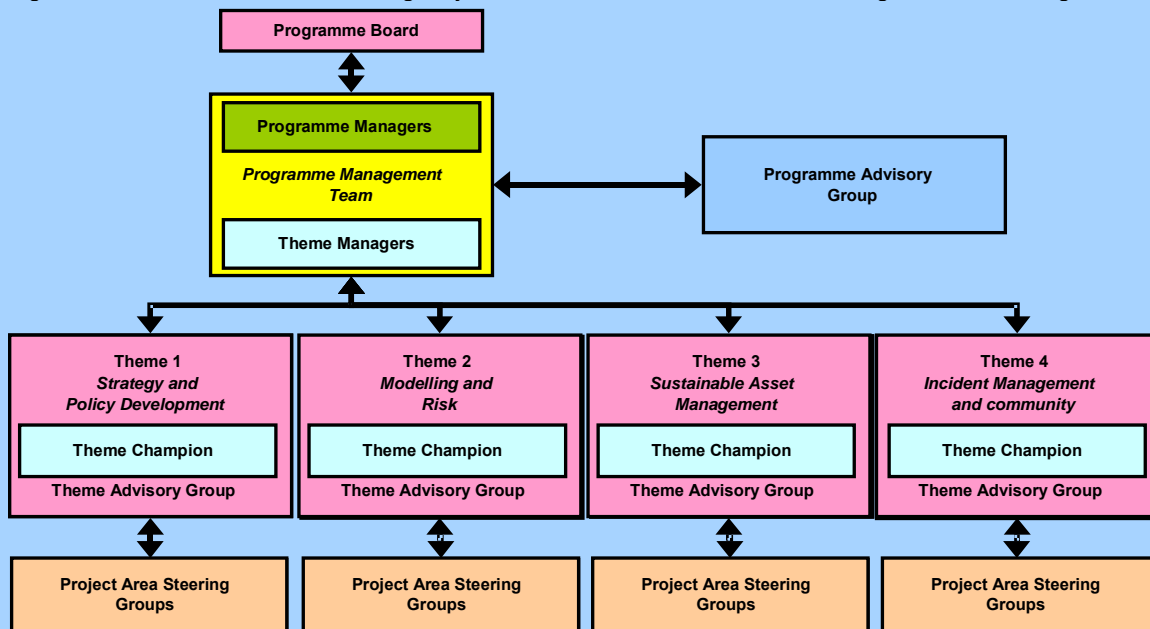 Programme Board
Programme Managers
Programme Management
Team
Theme Managers
Programme Advisory
Group
Theme 1
Strategy and
Policy Development
Theme Champion
Theme Advisory Group
Theme 2
Modelling and
Risk
Theme Champion
Theme Advisory Group
Theme 3
Sustainable Asset
Management
Theme Champion
Theme Advisory Group
Theme 4
Incident Management
and community
Theme Champion
Theme Advisory Group
Project Area Steering
Groups
Project Area Steering
Groups
Project Area Steering
Groups
Project Area Steering
Groups